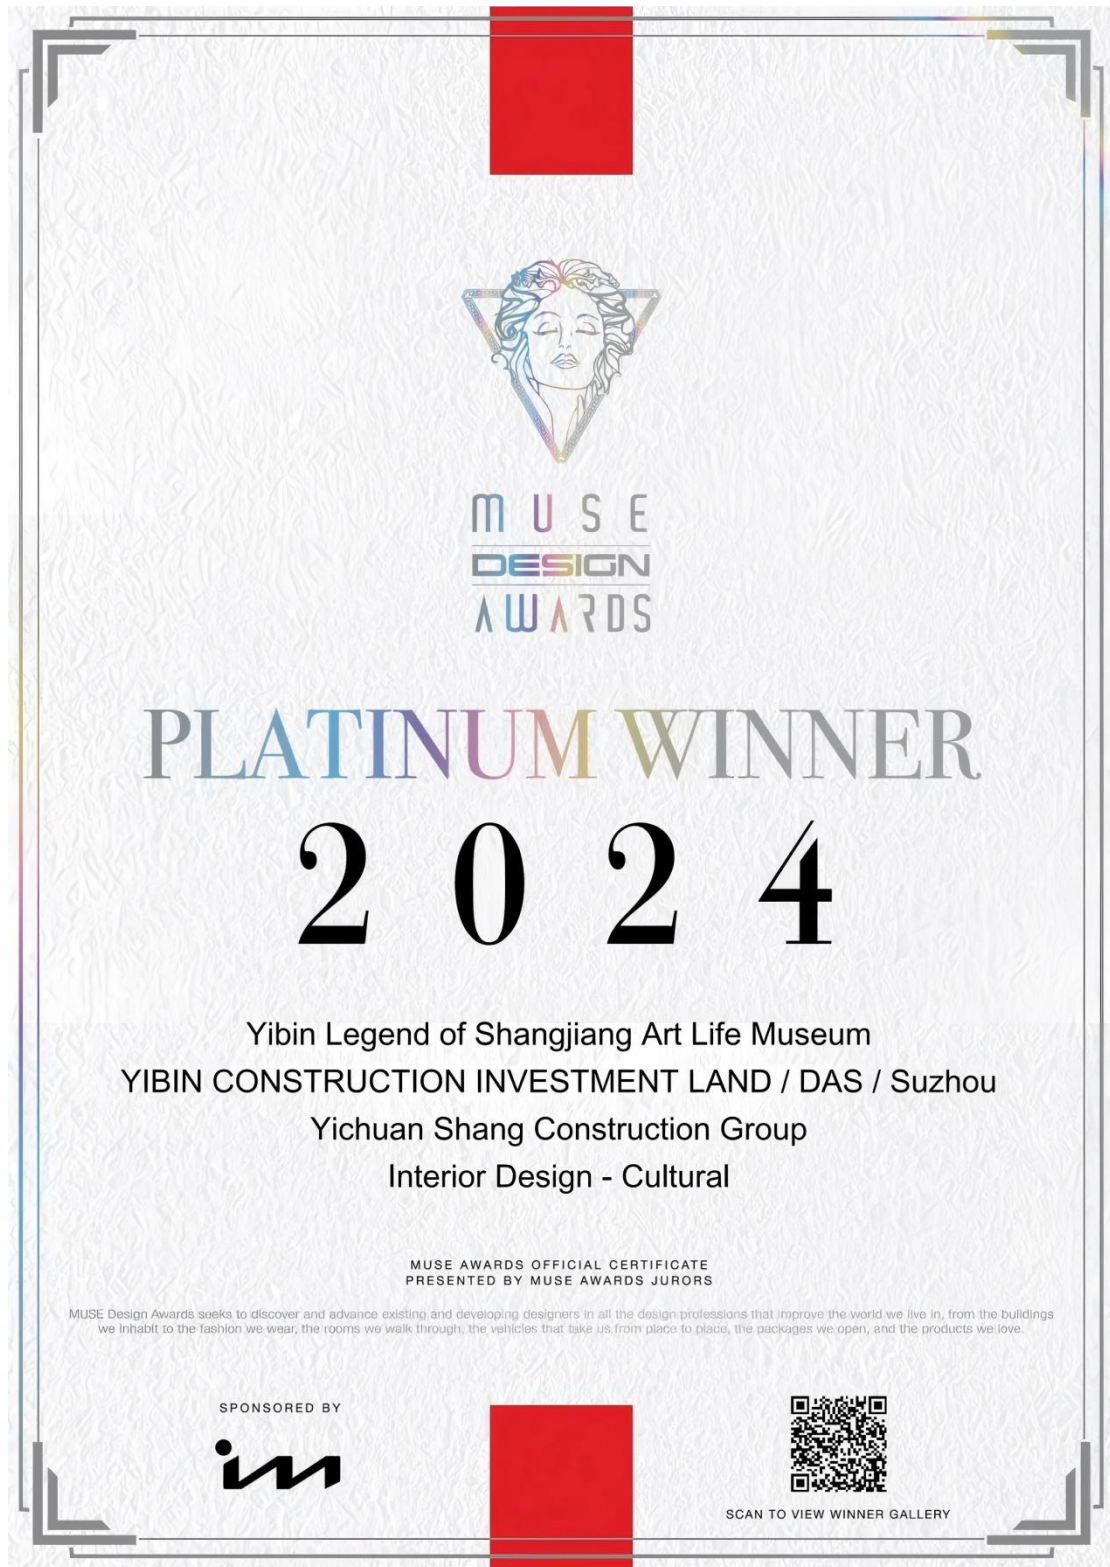 MUSE
DESIGN
AWARDS
PLATINUM WINNER
2024
Yibin Legend of Shangjiang Art Life Museum
YIBIN CONSTRUCTION INVESTMENT LAND / DAS / Suzhou
Yichuan Shang Construction Group
Interior Design - Cultural
MUSE AWARDS OFFICIAL CERTIFICATE
PRESENTED BY MUSE AWARDS JURORS
MUSE Design Awards seeks to discover and advance existing and developing designers in all the design professions that improve the world we live in, from the buildings
we inhabit to the fashion we wear, the rooms we walk through, the vehicles that take us from place to place, the packages we open, and the products we love.
SPONSORED BY
im
SCAN TO VIEW WINNER GALLERY